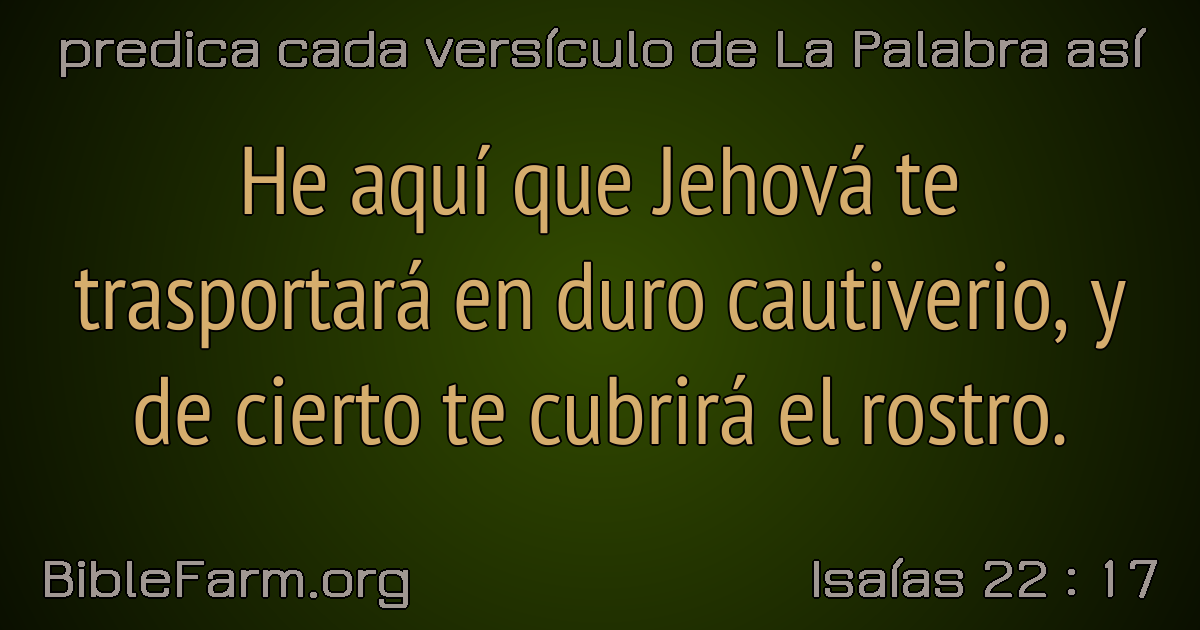 predica cada versículo de La Palabra así
He aquí que Jehová te
trasportará en duro cautiverio, y
de cierto te cubrirá el rostro.
BibleFarm.org
Isaías 22 : 17